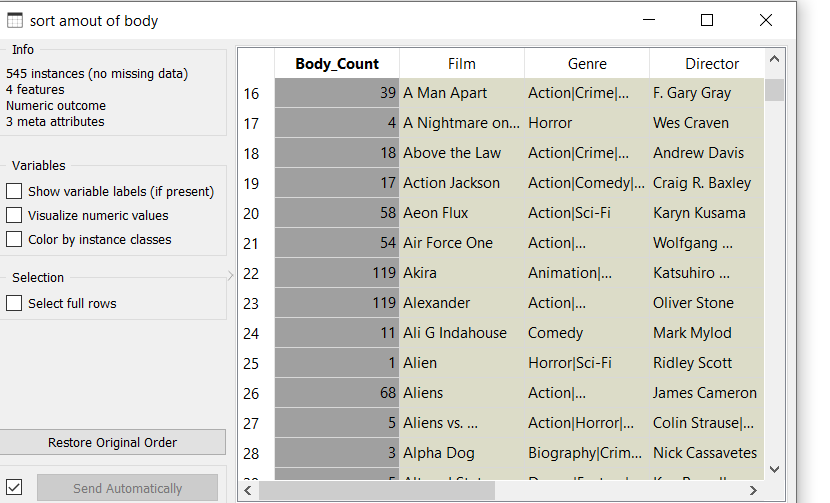 sort amout of body
Info
545 instances (no missing data)
4 features
Numeric outcome
3 meta attributes
Variables
Show variable labels (if present)
Visualize numeric values
Color by instance classes
Selection
Select full rows
Restore Original Order
Send Automatically
Body_Count Film Genre Director
16 39 A Man Apart Action|Crime|... F. Gary Gray
17 4 A Nightmare on... Horror Wes Craven
18 18 Above the Law Action|Crime|... Andrew Davis
19 17 Action Jackson Action|Comedy|... Craig R. Baxley
20 58 Aeon Flux Action|Sci-Fi Karyn Kusama
21 54 Air Force One Action|... Wolfgang ...
22 119 Akira Animation|... Katsuhiro ...
23 119 Alexander Action|... Oliver Stone
24 11 Ali G Indahouse Comedy Mark Mylod
25 1 Alien Horror|Sci-Fi Ridley Scott
26 68 Aliens Action|... James Cameron
27 5 Aliens vs. ... Action|Horror|... Colin Strause|...
28 3 Alpha Dog Biography|Crim... Nick Cassavetes